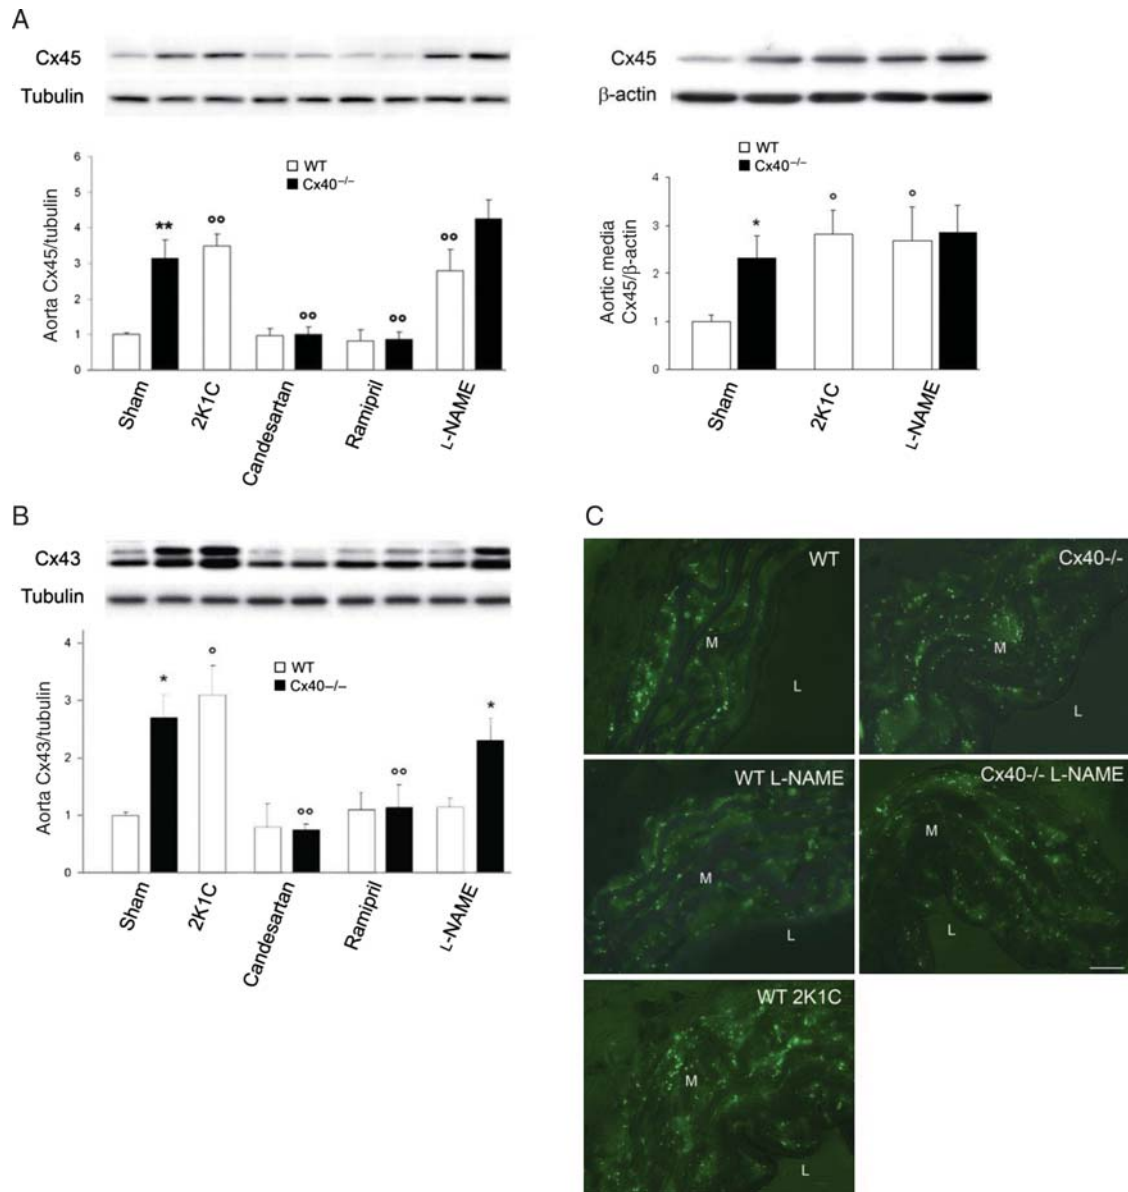 A
Cx45
Tubulin
Aorta Cx45/tubulin
6
5
4
3
2
1
0
WT
Cx40–/–
**
°°
°°
°°
°°
Sham
2K1C
Candesartan
Ramipril
L-NAME
Cx45
β-actin
Aortic media
Cx45/β-actin
4
3
2
1
0
WT
Cx40–/–
*
°
°
Sham
2K1C
L-NAME
B
Cx43
Tubulin
Aorta Cx43/tubulin
4
3
2
1
0
WT
Cx40–/–
*
°
°°
°°
*
Sham
2K1C
Candesartan
Ramipril
L-NAME
C
WT
M
L
Cx40-/-
M
L
WT L-NAME
M
L
Cx40-/- L-NAME
M
L
WT 2K1C
M
L